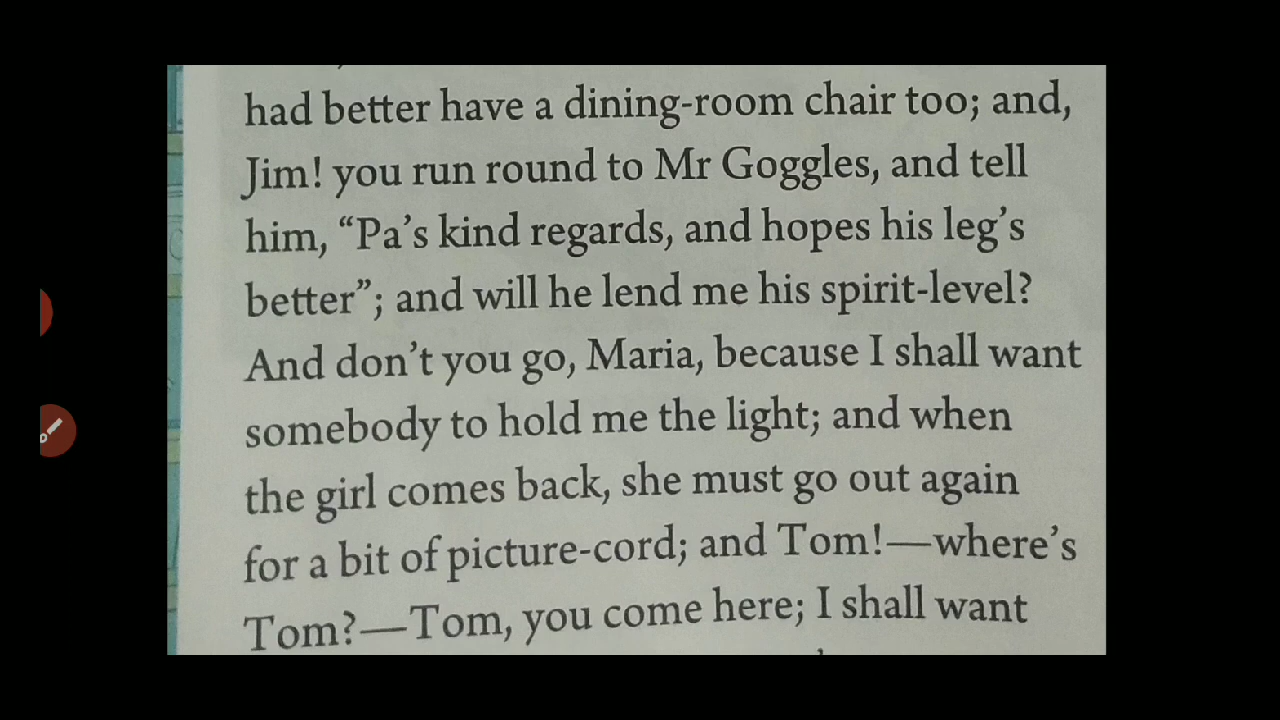 had better have a dining-room chair too; and,
Jim! you run round to Mr Goggles, and tell
him, “Pa’s kind regards, and hopes his leg’s
better”; and will he lend me his spirit-level?
And don’t you go, Maria, because I shall want
somebody to hold me the light; and when
the girl comes back, she must go out again
for a bit of picture-cord; and Tom!—where’s
Tom?—Tom, you come here; I shall want